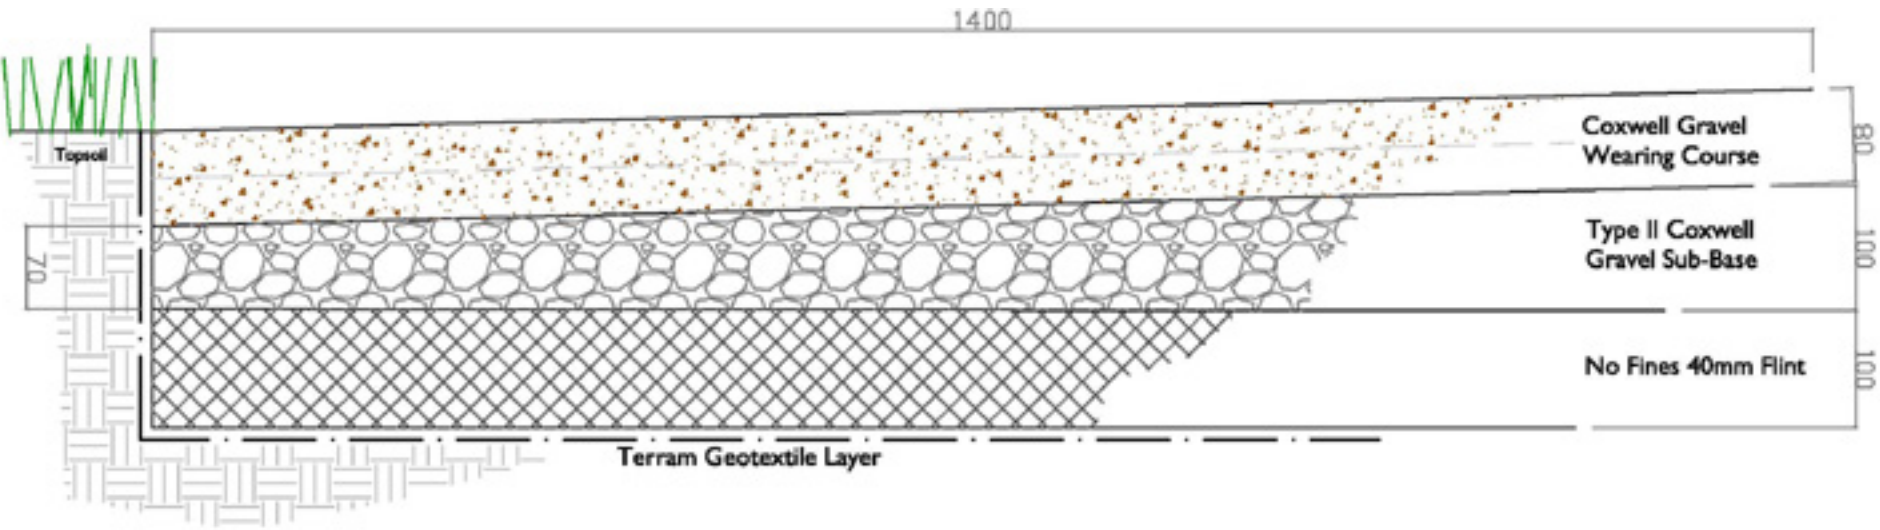 1400
Topsoil
Coxwell Gravel
Wearing Course
80
70
Type II Coxwell
Gravel Sub-Base
100
No Fines 40mm Flint
100
Terram Geotextile Layer